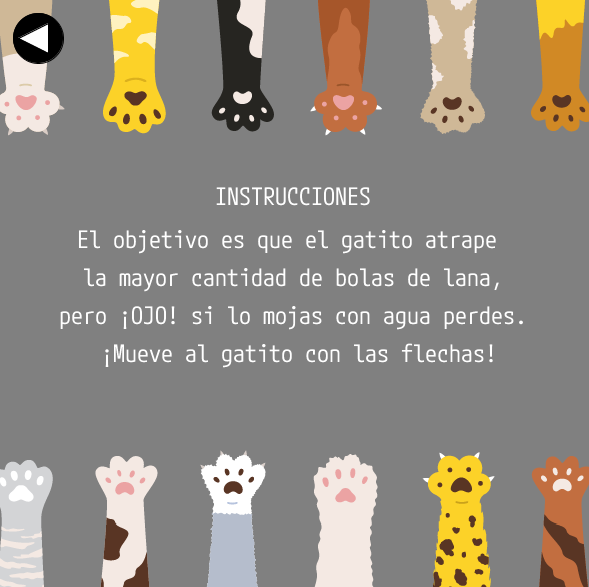 INSTRUCCIONES
El objetivo es que el gatito atrape
la mayor cantidad de bolas de lana,
pero ¡OJO! si lo mojas con agua perdes.
¡Mueve al gatito con las flechas!